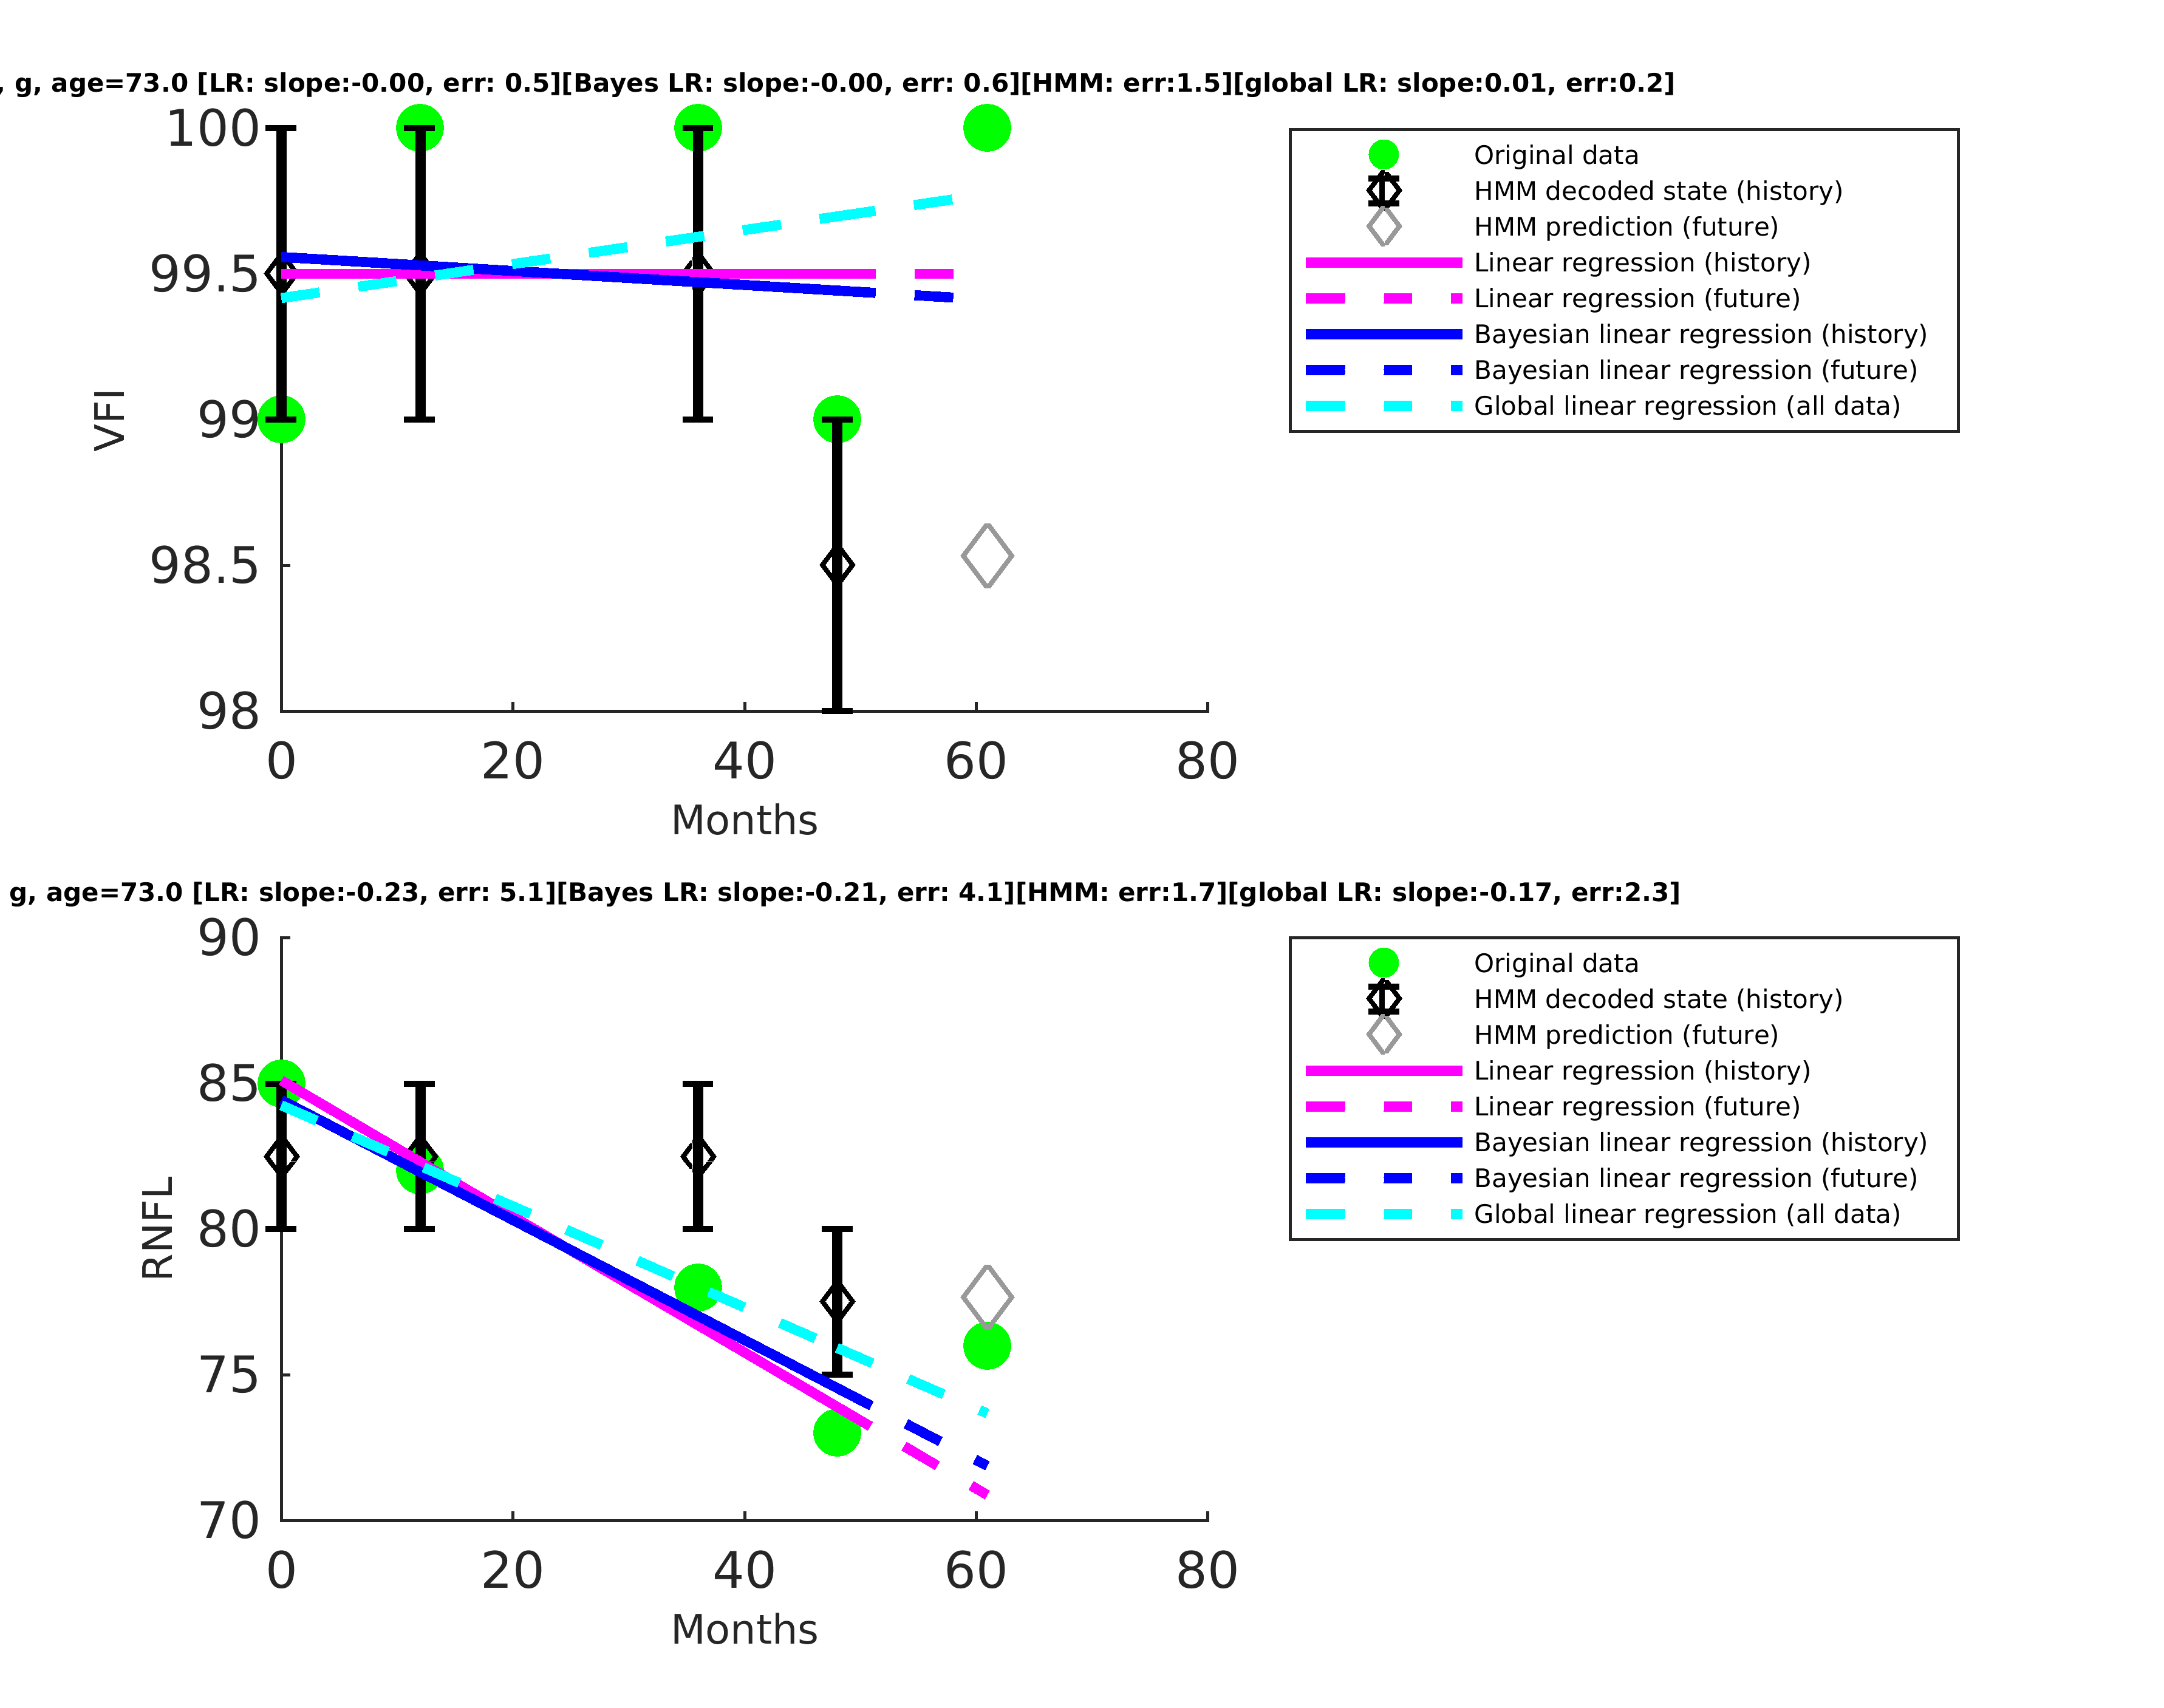 , g, age=73.0 [LR: slope:-0.00, err: 0.5][Bayes LR: slope:-0.00, err: 0.6][HMM: err:1.5][global LR: slope:0.01, err:0.2]
100
99.5
99
98.5
98
VFI
0 20 40 60 80
Months
Original data
HMM decoded state (history)
HMM prediction (future)
Linear regression (history)
Linear regression (future)
Bayesian linear regression (history)
Bayesian linear regression (future)
Global linear regression (all data)
g, age=73.0 [LR: slope:-0.23, err: 5.1][Bayes LR: slope:-0.21, err: 4.1][HMM: err:1.7][global LR: slope:-0.17, err:2.3]
90
85
80
75
70
RNFL
0 20 40 60 80
Months
Original data
HMM decoded state (history)
HMM prediction (future)
Linear regression (history)
Linear regression (future)
Bayesian linear regression (history)
Bayesian linear regression (future)
Global linear regression (all data)